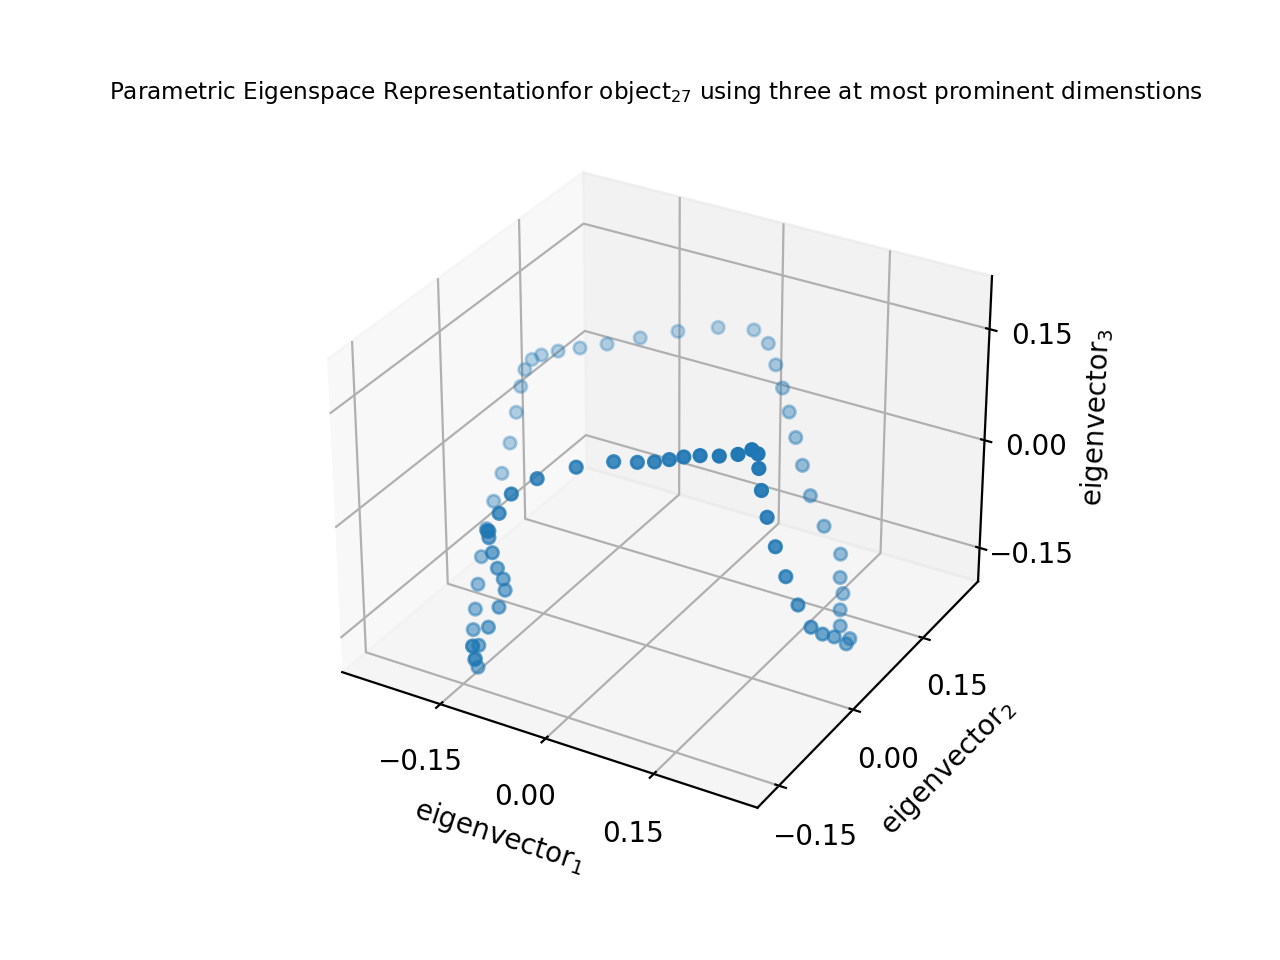 Parametric Eigenspace Representationfor object₂₇ using three at most prominent dimenstions
0.15
0.00
−0.15
eigenvector₃
0.15
0.00
−0.15
eigenvector₂
−0.15
0.00
0.15
eigenvector₁